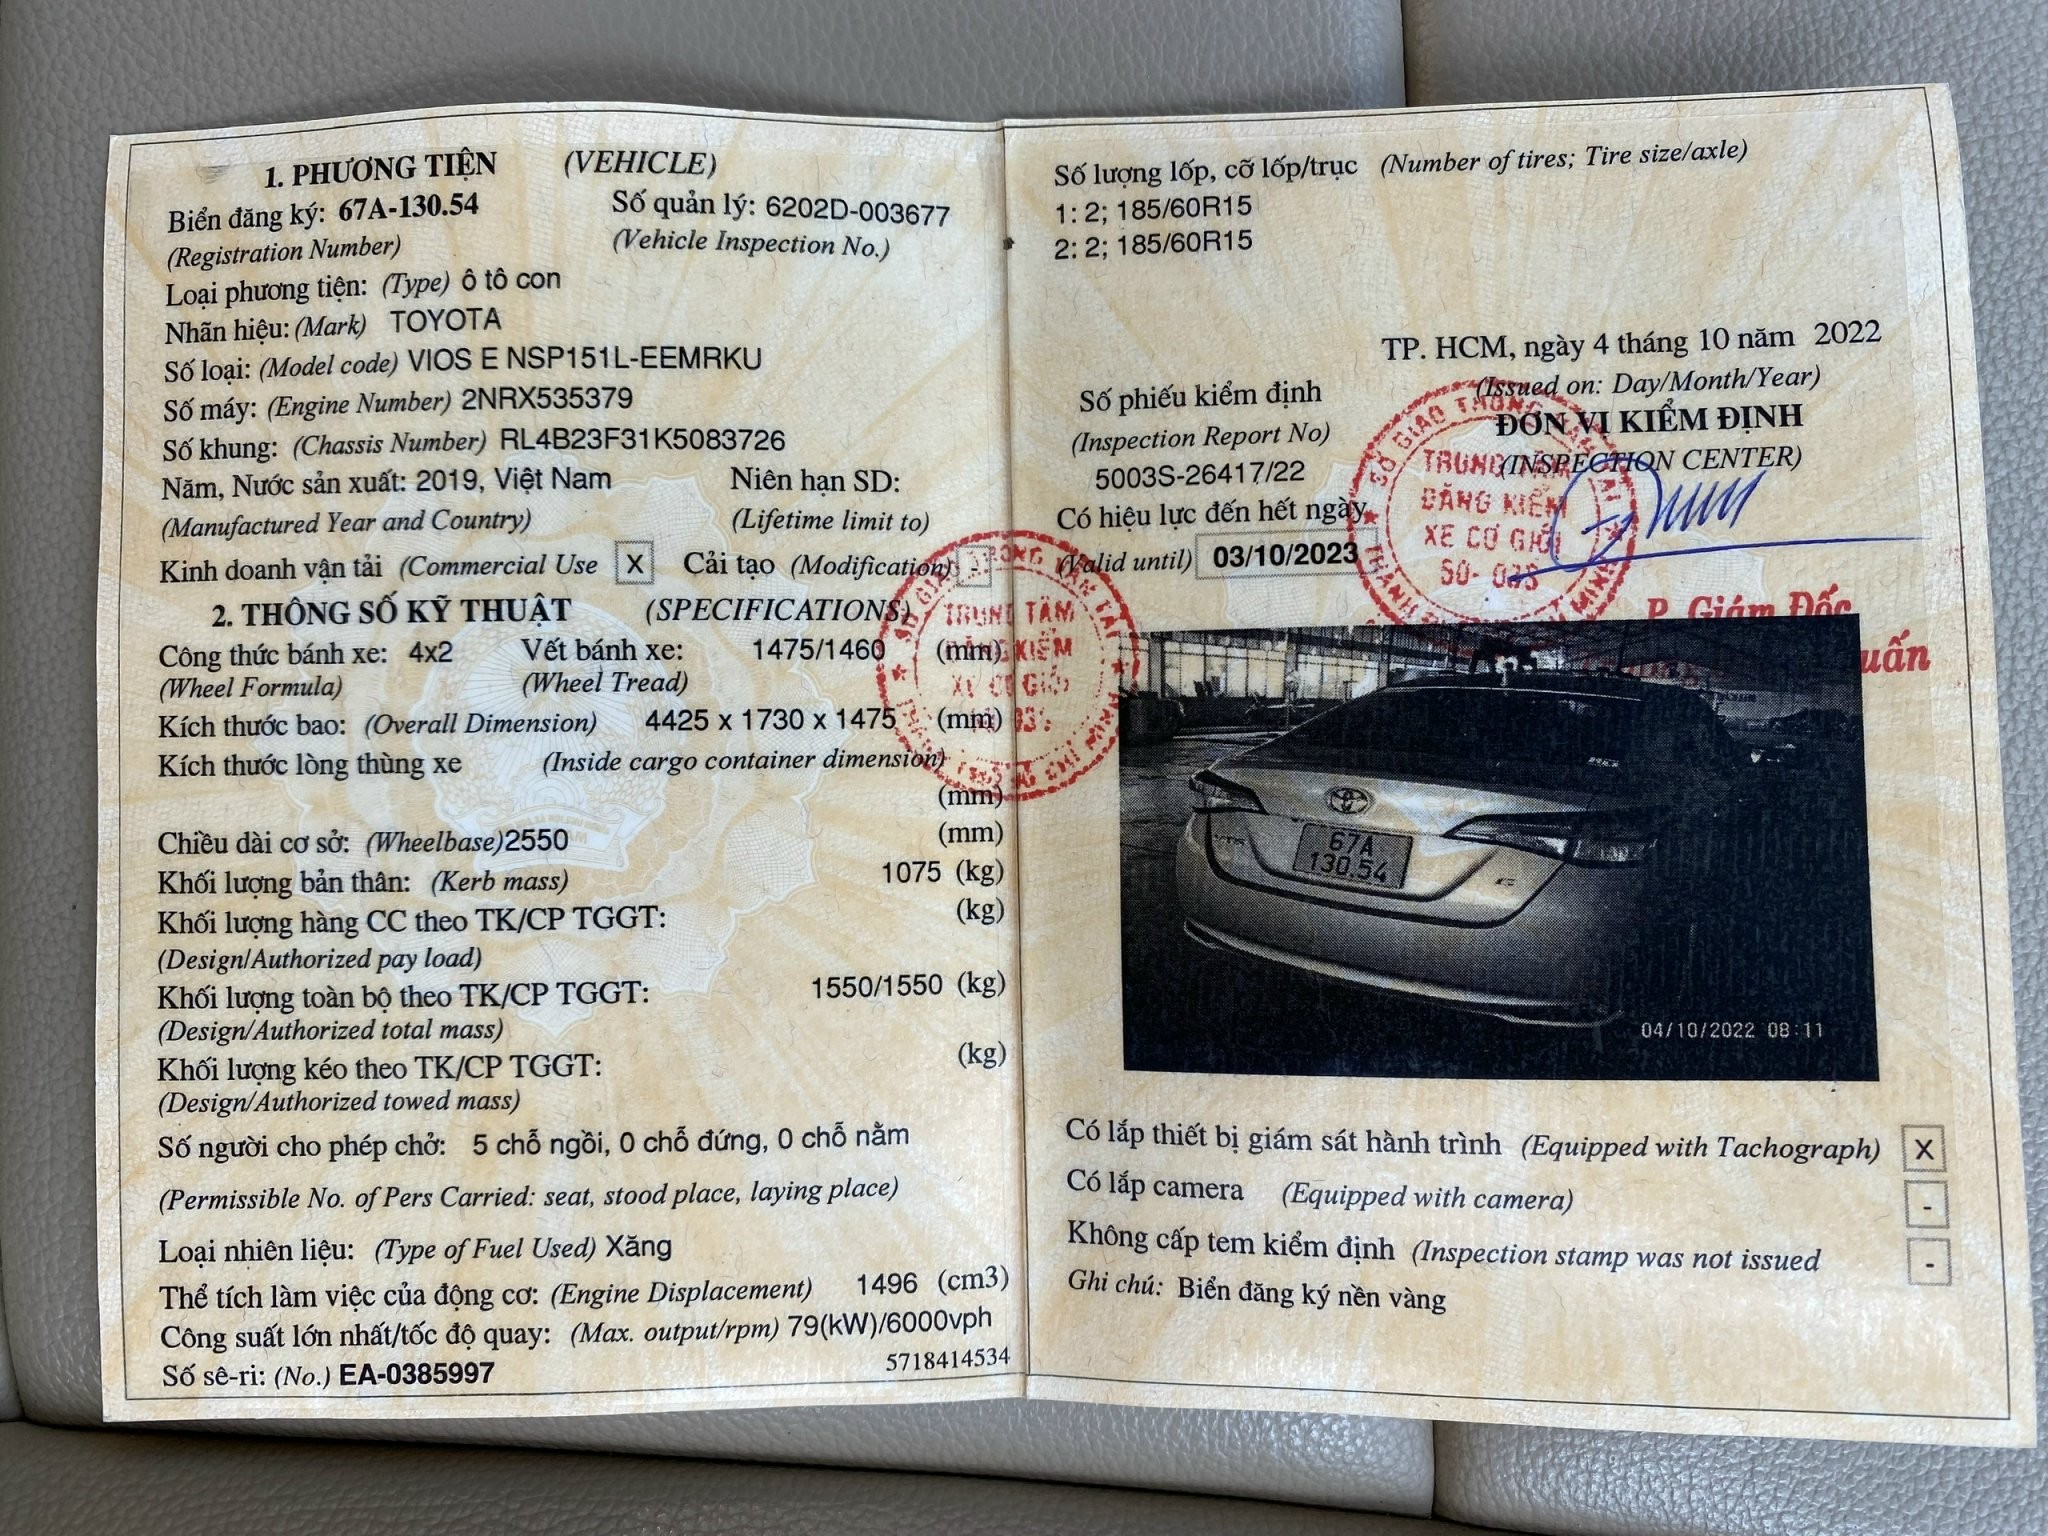 1. PHƯƠNG TIỆN (VEHICLE)
Biển đăng ký: 67A-130.54 Số quản lý: 6202D-003677
(Registration Number) (Vehicle Inspection No.)
Loại phương tiện: (Type) ô tô con
Nhãn hiệu: (Mark) TOYOTA
Số loại: (Model code) VIOS E NSP151L-EEMRKU
Số máy: (Engine Number) 2NRX535379
Số khung: (Chassis Number) RL4B23F31K5083726
Năm, Nước sản xuất: 2019, Việt Nam Niên hạn SD:
(Manufactured Year and Country) (Lifetime limit to)
Kinh doanh vận tải (Commercial Use X Cải tạo (Modification) -
2. THÔNG SỐ KỸ THUẬT (SPECIFICATIONS)
Công thức bánh xe: 4x2 Vết bánh xe: 1475/1460 (mm)
(Wheel Formula) (Wheel Tread)
Kích thước bao: (Overall Dimension) 4425 x 1730 x 1475 (mm)
Kích thước lòng thùng xe (Inside cargo container dimension)
(mm)
Chiều dài cơ sở: (Wheelbase)2550 (mm)
Khối lượng bản thân: (Kerb mass) 1075 (kg)
Khối lượng hàng CC theo TK/CP TGGT: (kg)
(Design/Authorized pay load)
Khối lượng toàn bộ theo TK/CP TGGT: 1550/1550 (kg)
(Design/Authorized total mass)
Khối lượng kéo theo TK/CP TGGT: (kg)
(Design/Authorized towed mass)
Số người cho phép chở: 5 chỗ ngồi, 0 chỗ đứng, 0 chỗ nằm
(Permissible No. of Pers Carried: seat, stood place, laying place)
Loại nhiên liệu: (Type of Fuel Used) Xăng
Thể tích làm việc của động cơ: (Engine Displacement) 1496 (cm3)
Công suất lớn nhất/tốc độ quay: (Max. output/rpm) 79(kW)/6000vph
Số sê-ri: (No.) EA-0385997 5718414534
Số lượng lốp, cỡ lốp/trục (Number of tires; Tire size/axle)
1: 2; 185/60R15
2: 2; 185/60R15
TP. HCM, ngày 4 tháng 10 năm 2022
(Issued on: Day/Month/Year)
Số phiếu kiểm định
(Inspection Report No)
5003S-26417/22
ĐƠN VỊ KIỂM ĐỊNH
(INSPECTION CENTER)
Có hiệu lực đến hết ngày
(Valid until) 03/10/2023
TRUNG TÂM
ĐĂNG KIỂM
XE CƠ GIỚI
50- 03S
TRUNG TÂM
ĐĂNG KIỂM
XE CƠ GIỚI
P. Giám Đốc
67A
130.54
04/10/2022 08:11
Có lắp thiết bị giám sát hành trình (Equipped with Tachograph) X
Có lắp camera (Equipped with camera) -
Không cấp tem kiểm định (Inspection stamp was not issued -
Ghi chú: Biển đăng ký nền vàng